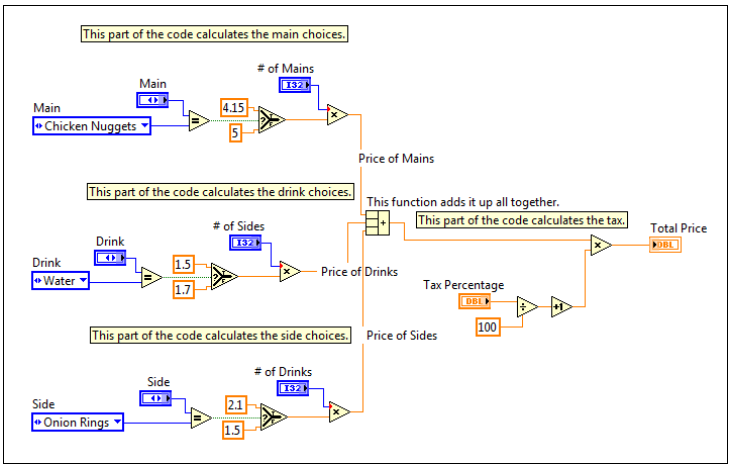 This part of the code calculates the main choices.
# of Mains
I32
Main
Main
Chicken Nuggets
=
4.15
5
?
×
Price of Mains
This part of the code calculates the drink choices.
This function adds it up all together.
+
This part of the code calculates the tax.
# of Sides
I32
Drink
Drink
Water
=
1.5
1.7
?
×
Price of Drinks
Total Price
DBL
×
Tax Percentage
DBL
÷
+1
100
This part of the code calculates the side choices.
Price of Sides
# of Drinks
I32
Side
Side
Onion Rings
=
2.1
1.5
?
×